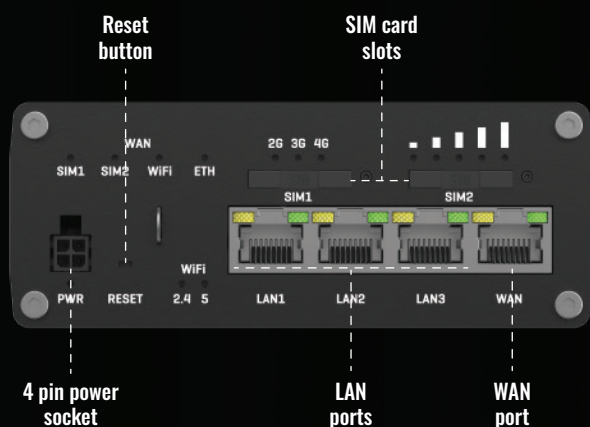 Reset
button
SIM card
slots
WAN
SIM1 SIM2 WiFi ETH
2G 3G 4G
SIM1
SIM2
WiFi
2.4 5
PWR
RESET
LAN1
LAN2
LAN3
WAN
4 pin power
socket
LAN
ports
WAN
port